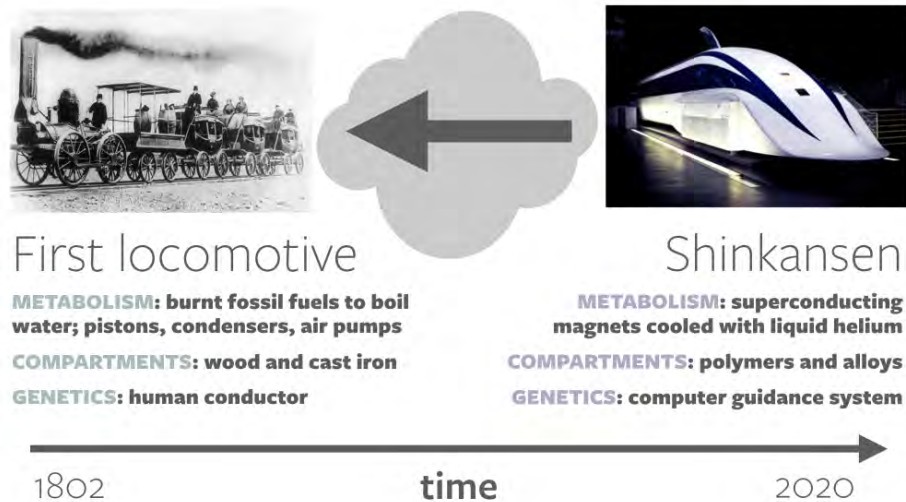 First locomotive
METABOLISM: burnt fossil fuels to boil
water; pistons, condensers, air pumps
COMPARTMENTS: wood and cast iron
GENETICS: human conductor
Shinkansen
METABOLISM: superconducting
magnets cooled with liquid helium
COMPARTMENTS: polymers and alloys
GENETICS: computer guidance system
1802
time
2020